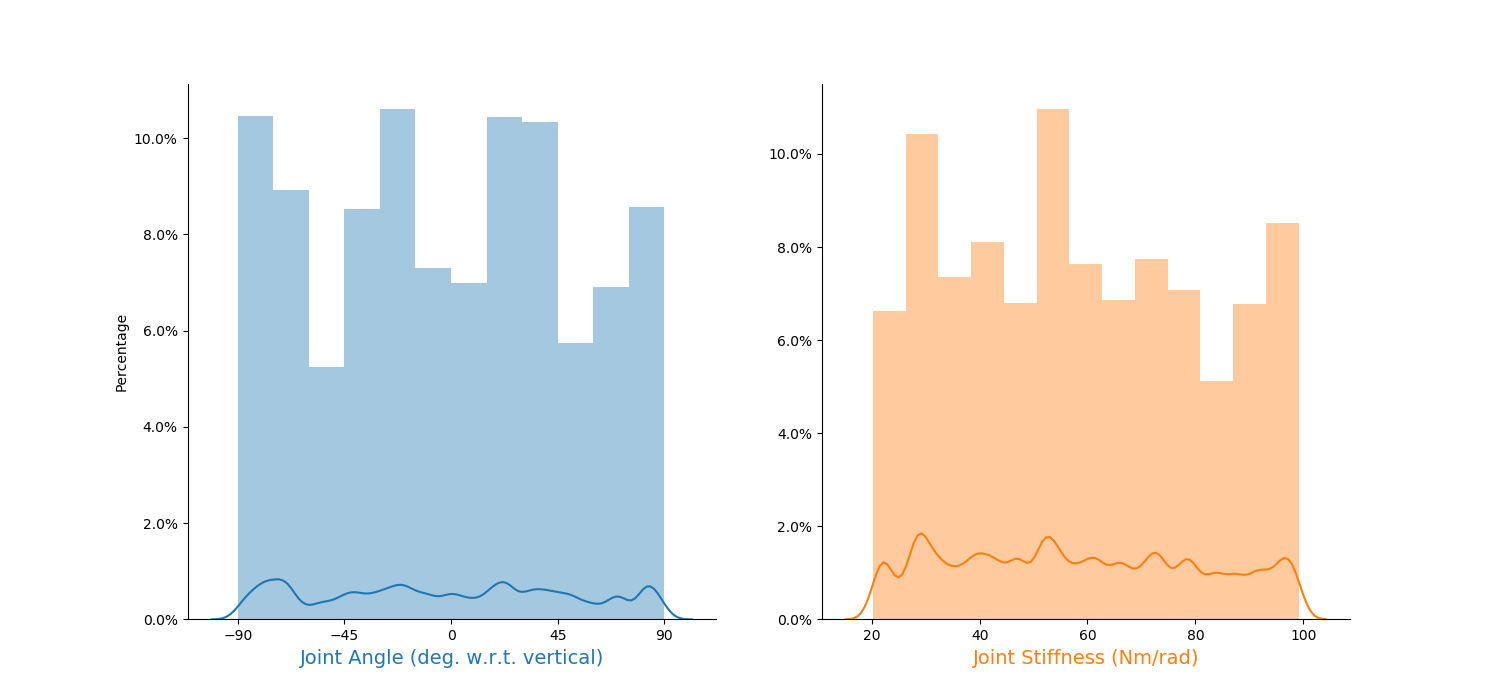 Percentage
10.0%
8.0%
6.0%
4.0%
2.0%
0.0%
−90 −45 0 45 90
Joint Angle (deg. w.r.t. vertical)
10.0%
8.0%
6.0%
4.0%
2.0%
0.0%
20 40 60 80 100
Joint Stiffness (Nm/rad)